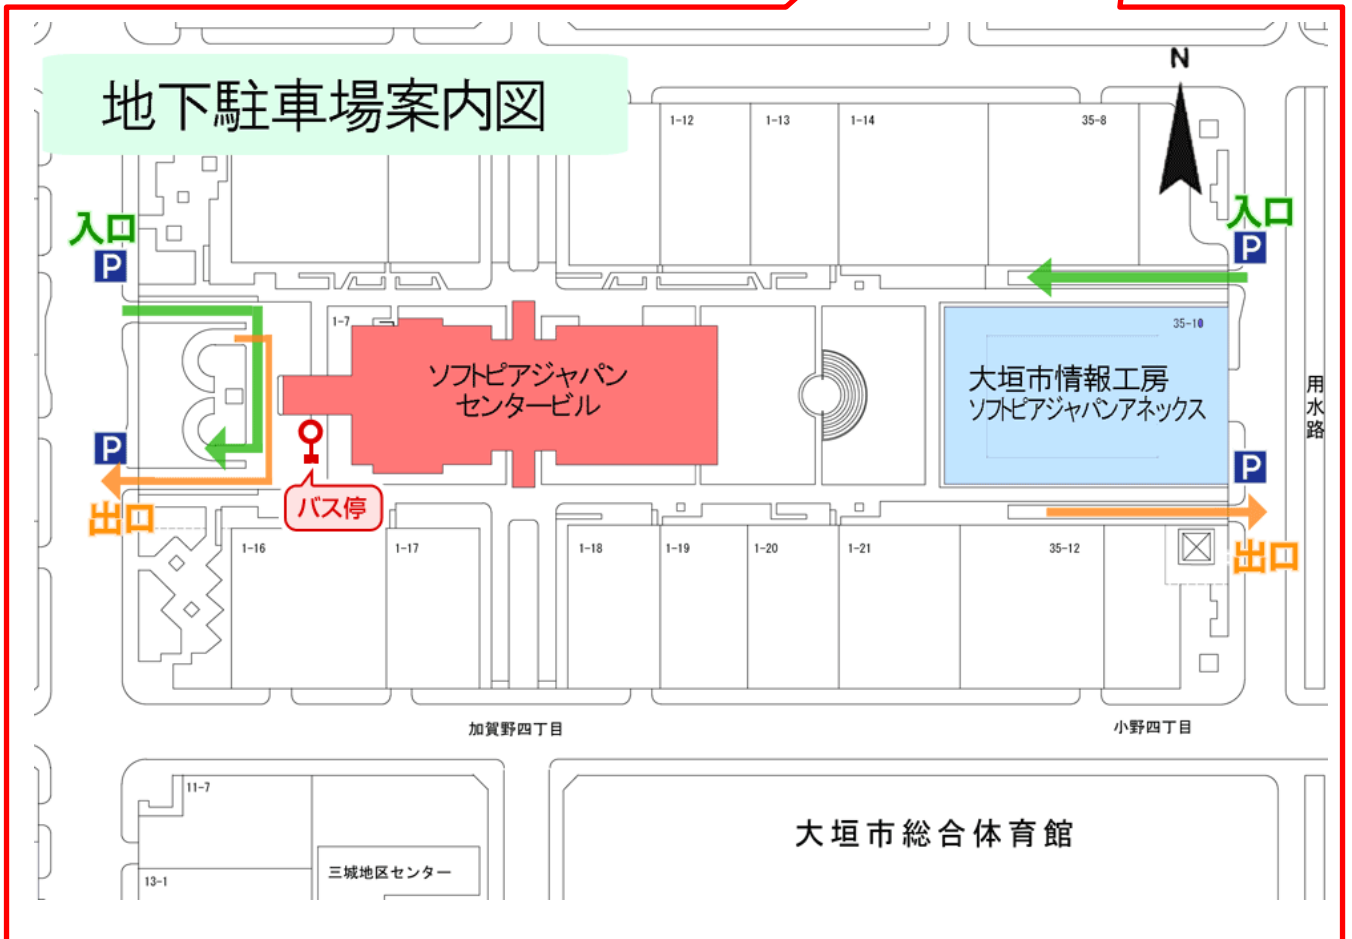 地下駐車場案内図
N
1-12
1-13
1-14
35-8
入口
P
入口
P
1-7
35-10
ソフトピアジャパン
センタービル
大垣市情報工房
ソフトピアジャパンアネックス
用水路
P
出口
バス停
P
出口
1-16
1-17
1-18
1-19
1-20
1-21
35-12
加賀野四丁目
小野四丁目
11-7
大垣市総合体育館
三城地区センター
13-1